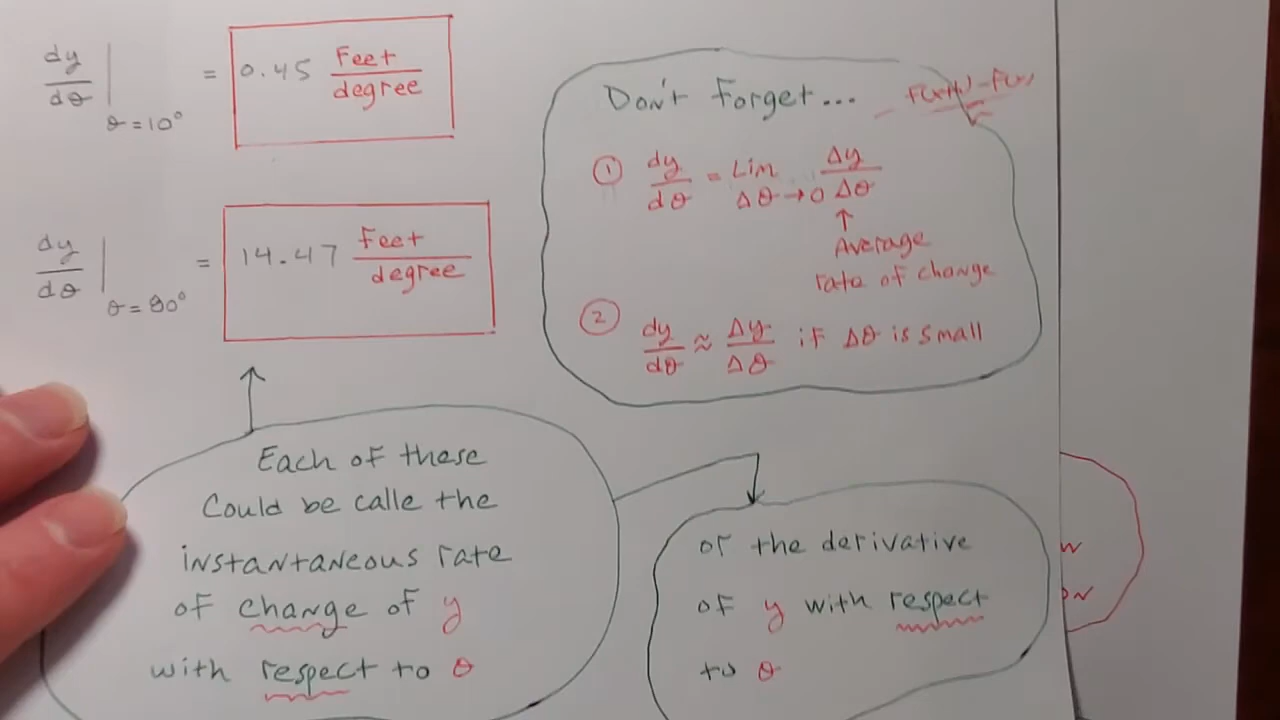 dy/dθ | θ=10° = 0.45 Feet/degree
dy/dθ | θ=80° = 14.47 Feet/degree
Don't Forget...
F(x+h)-F(x)
① dy/dθ = Lim Δθ→0 Δy/Δθ
↑
Average
rate of change
② dy/dθ ≈ Δy/Δθ if Δθ is small
Each of these
Could be calle the
instantaneous rate
of change of y
with respect to θ
or the derivative
of y with respect
to θ